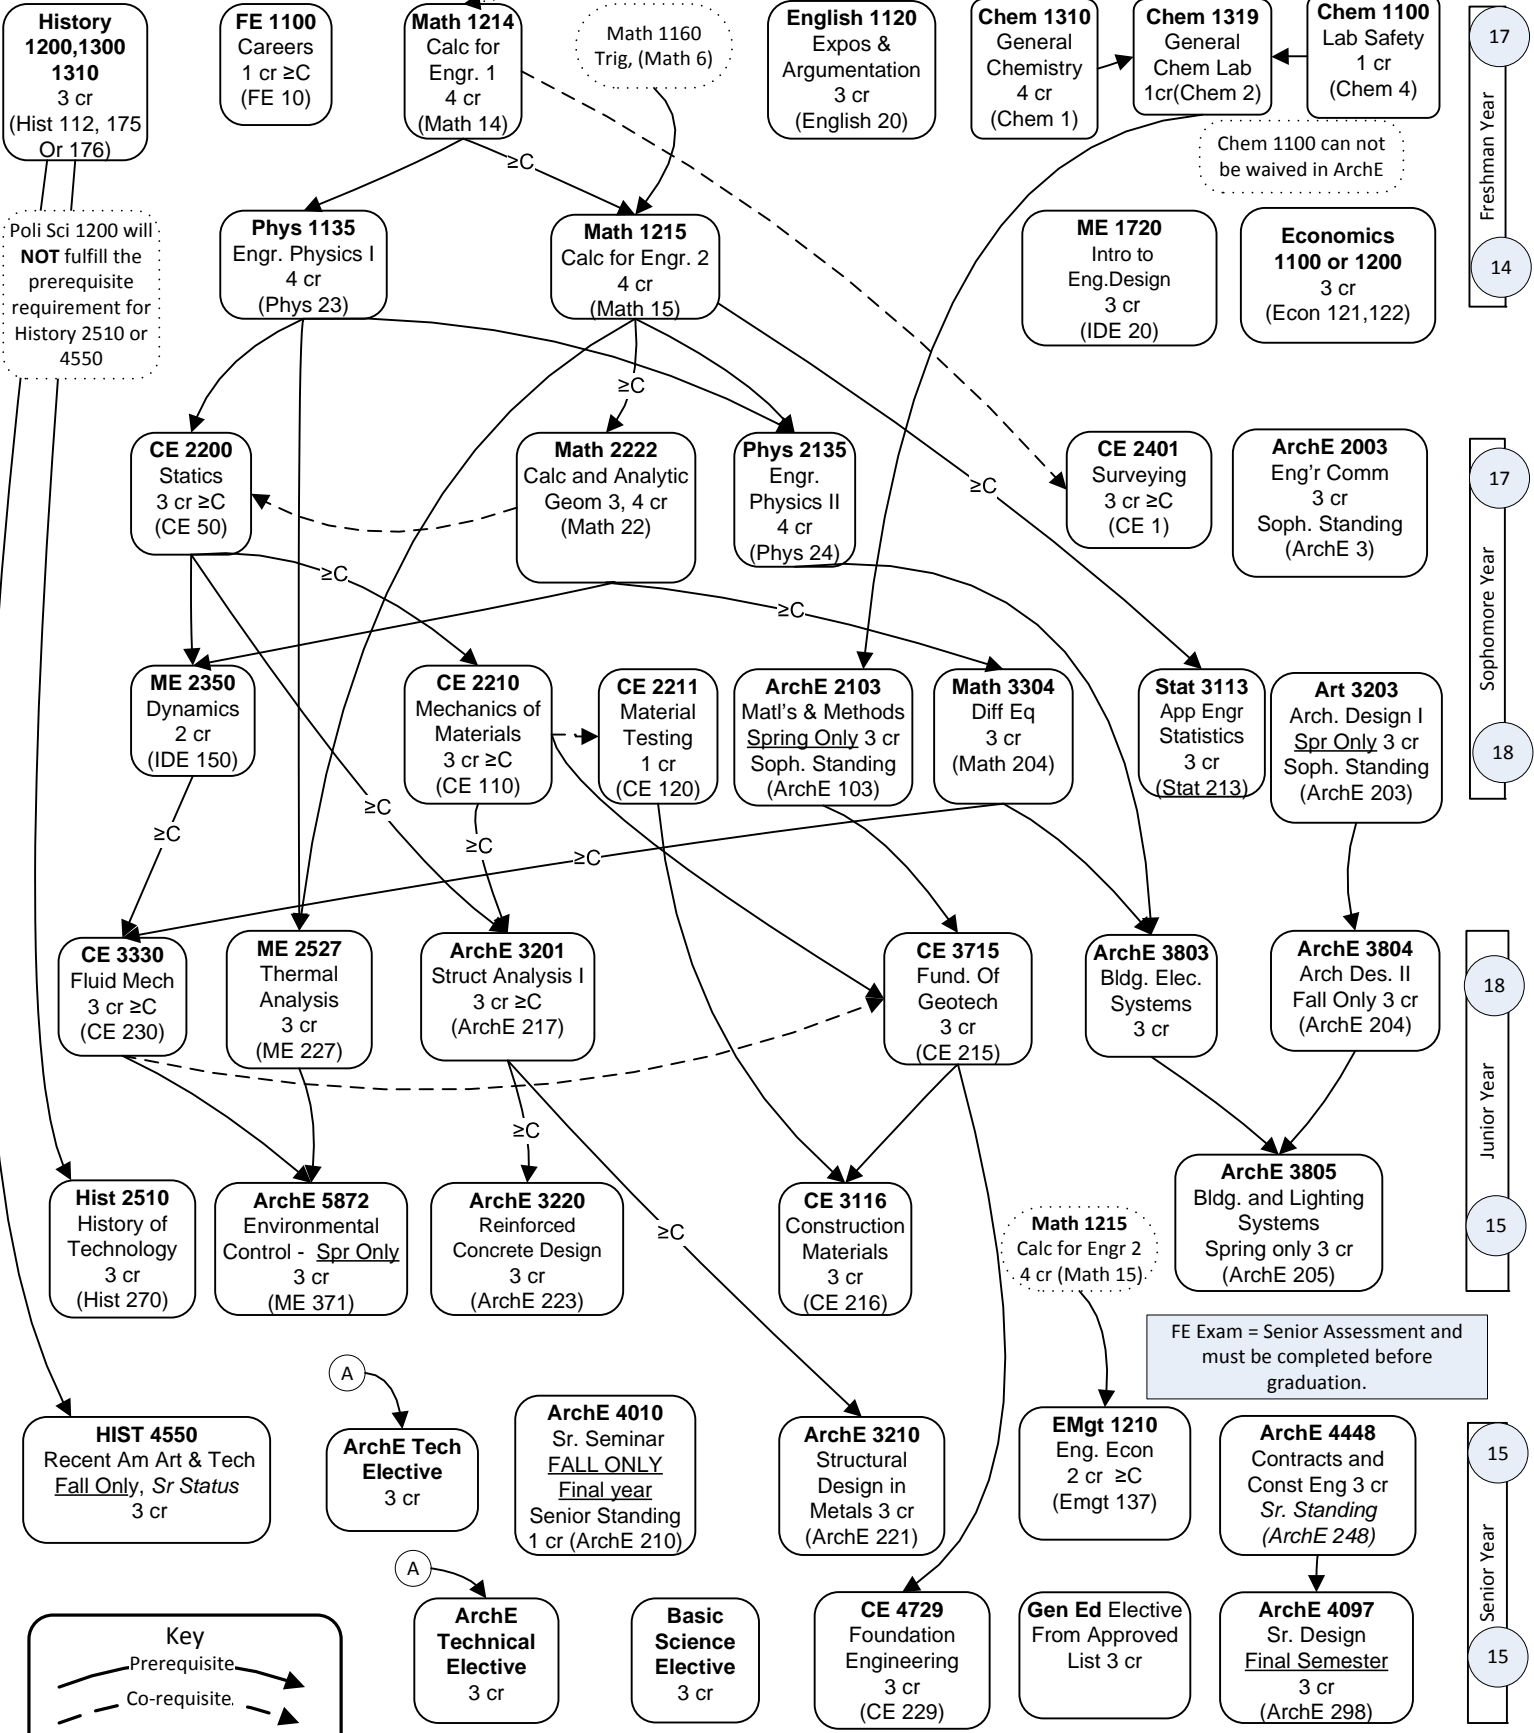 History
1200,1300
1310
3 cr
(Hist 112, 175
Or 176)
FE 1100
Careers
1 cr ≥C
(FE 10)
Math 1214
Calc for
Engr. 1
4 cr
(Math 14)
Math 1160
Trig, (Math 6)
English 1120
Expos &
Argumentation
3 cr
(English 20)
Chem 1310
General
Chemistry
4 cr
(Chem 1)
Chem 1319
General
Chem Lab
1cr(Chem 2)
Chem 1100
Lab Safety
1 cr
(Chem 4)
17
Freshman Year
14
Chem 1100 can not
be waived in ArchE
≥C
Poli Sci 1200 will
NOT fulfill the
prerequisite
requirement for
History 2510 or
4550
Phys 1135
Engr. Physics I
4 cr
(Phys 23)
Math 1215
Calc for Engr. 2
4 cr
(Math 15)
ME 1720
Intro to
Eng.Design
3 cr
(IDE 20)
Economics
1100 or 1200
3 cr
(Econ 121,122)
≥C
≥C
CE 2200
Statics
3 cr ≥C
(CE 50)
Math 2222
Calc and Analytic
Geom 3, 4 cr
(Math 22)
Phys 2135
Engr.
Physics II
4 cr
(Phys 24)
CE 2401
Surveying
3 cr ≥C
(CE 1)
ArchE 2003
Eng'r Comm
3 cr
Soph. Standing
(ArchE 3)
17
Sophomore Year
18
≥C
≥C
ME 2350
Dynamics
2 cr
(IDE 150)
CE 2210
Mechanics of
Materials
3 cr ≥C
(CE 110)
CE 2211
Material
Testing
1 cr
(CE 120)
ArchE 2103
Matl's & Methods
Spring Only 3 cr
Soph. Standing
(ArchE 103)
Math 3304
Diff Eq
3 cr
(Math 204)
Stat 3113
App Engr
Statistics
3 cr
(Stat 213)
Art 3203
Arch. Design I
Spr Only 3 cr
Soph. Standing
(ArchE 203)
≥C
≥C
≥C
≥C
CE 3330
Fluid Mech
3 cr ≥C
(CE 230)
ME 2527
Thermal
Analysis
3 cr
(ME 227)
ArchE 3201
Struct Analysis I
3 cr ≥C
(ArchE 217)
CE 3715
Fund. Of
Geotech
3 cr
(CE 215)
ArchE 3803
Bldg. Elec.
Systems
3 cr
ArchE 3804
Arch Des. II
Fall Only 3 cr
(ArchE 204)
18
Junior Year
15
≥C
≥C
Hist 2510
History of
Technology
3 cr
(Hist 270)
ArchE 5872
Environmental
Control - Spr Only
3 cr
(ME 371)
ArchE 3220
Reinforced
Concrete Design
3 cr
(ArchE 223)
CE 3116
Construction
Materials
3 cr
(CE 216)
Math 1215
Calc for Engr 2
4 cr (Math 15)
ArchE 3805
Bldg. and Lighting
Systems
Spring only 3 cr
(ArchE 205)
FE Exam = Senior Assessment and
must be completed before
graduation.
A
HIST 4550
Recent Am Art & Tech
Fall Only, Sr Status
3 cr
ArchE Tech
Elective
3 cr
ArchE 4010
Sr. Seminar
FALL ONLY
Final year
Senior Standing
1 cr (ArchE 210)
ArchE 3210
Structural
Design in
Metals 3 cr
(ArchE 221)
EMgt 1210
Eng. Econ
2 cr ≥C
(Emgt 137)
ArchE 4448
Contracts and
Const Eng 3 cr
Sr. Standing
(ArchE 248)
15
Senior Year
15
A
ArchE
Technical
Elective
3 cr
Basic
Science
Elective
3 cr
CE 4729
Foundation
Engineering
3 cr
(CE 229)
Gen Ed Elective
From Approved
List 3 cr
ArchE 4097
Sr. Design
Final Semester
3 cr
(ArchE 298)
Key
Prerequisite
Co-requisite.